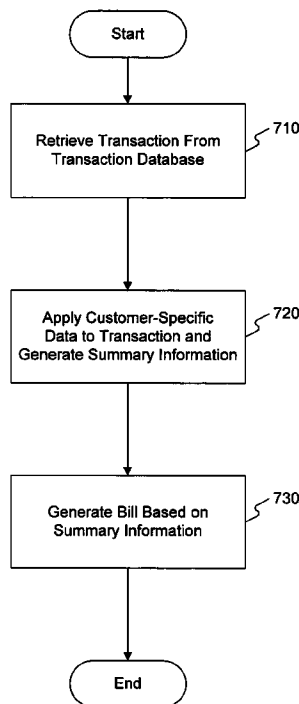 Start
Retrieve Transaction From
Transaction Database
710
Apply Customer-Specific
Data to Transaction and
Generate Summary Information
720
Generate Bill Based on
Summary Information
730
End